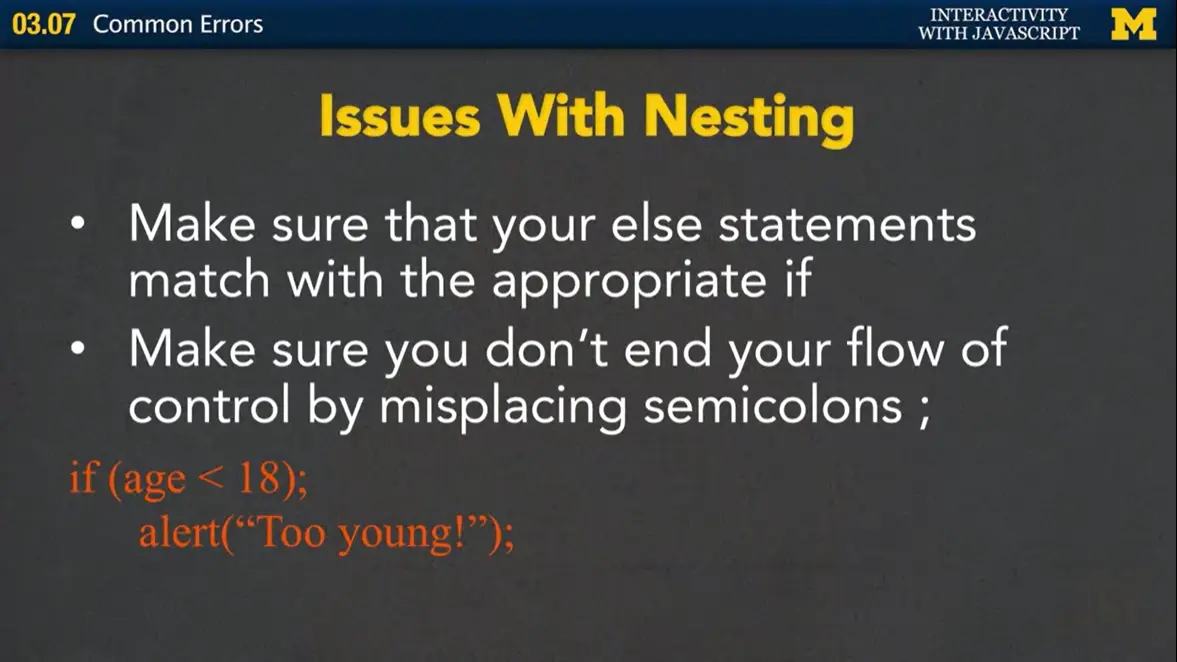 03.07 Common Errors
INTERACTIVITY
WITH JAVASCRIPT
M
Issues With Nesting
• Make sure that your else statements
match with the appropriate if
• Make sure you don’t end your flow of
control by misplacing semicolons ;
if (age < 18);
alert(“Too young!”);